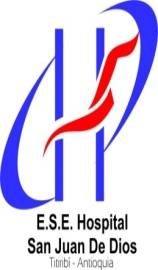 E.S.E. Hospital
San Juan De Dios
Titiribí - Antioquia